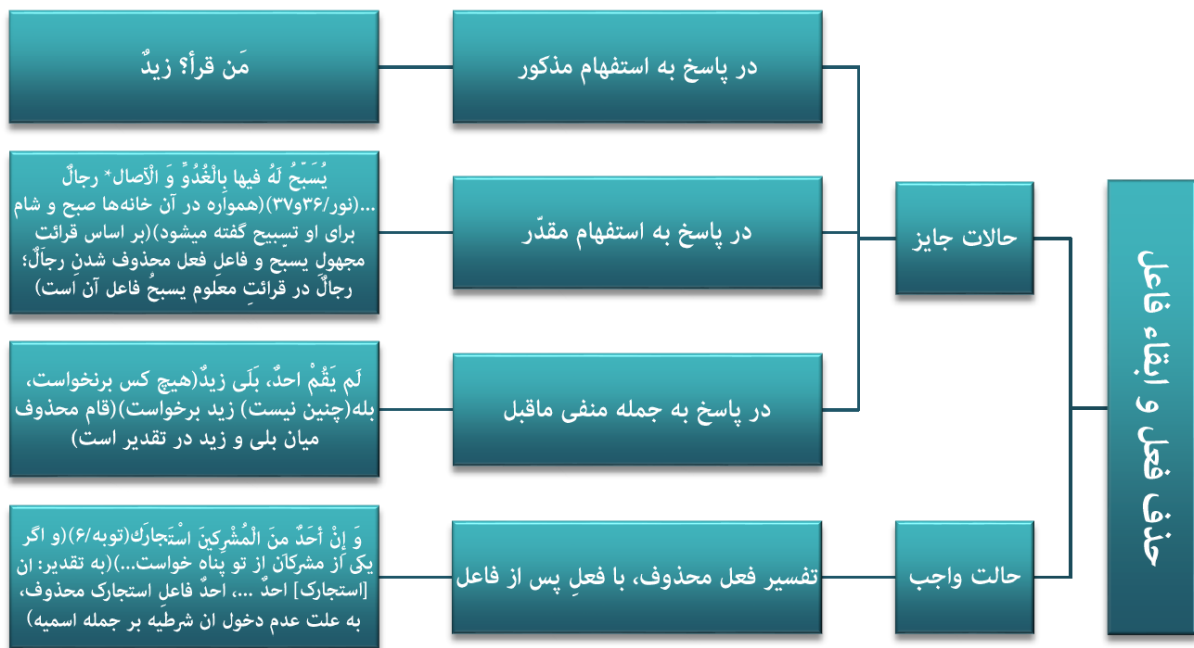 حذف فعل و ابقاء فاعل
حالات جایز
در پاسخ به استفهام مذکور
مَن قرأ؟ زیدٌ
در پاسخ به استفهام مقدّر
یُسَبَّحُ لَهُ فیها بِالْغُدُوِّ وَ الْآصال* رجالٌ
...(نور/۳۶و۳۷)(همواره در آن خانه‌ها صبح و شام
برای او تسبیح گفته میشود)(بر اساس قرائت
مجهولِ یسبح و فاعلِ فعل محذوف شدنِ رجالٌ؛
رجالٌ در قرائتِ معلوم یسبحُ فاعل آن است)
در پاسخ به جمله منفی ماقبل
لَم یَقُمْ احدٌ، بَلَی زیدٌ(هیچ کس برنخواست،
بله(چنین نیست) زید برخواست)(قام محذوف
میان بلی و زید در تقدیر است)
حالت واجب
تفسیر فعل محذوف، با فعلِ پس از فاعل
وَ إِنْ أحَدٌ مِنَ الْمُشْرِکینَ اسْتَجارَك(توبه/۶)(و اگر
یکی از مشرکان از تو پناه خواست...)(به تقدیر: ان
[استجارک] احدٌ ...، احدٌ فاعلِ استجارک محذوف،
به علت عدم دخول ان شرطیه بر جمله اسمیه)